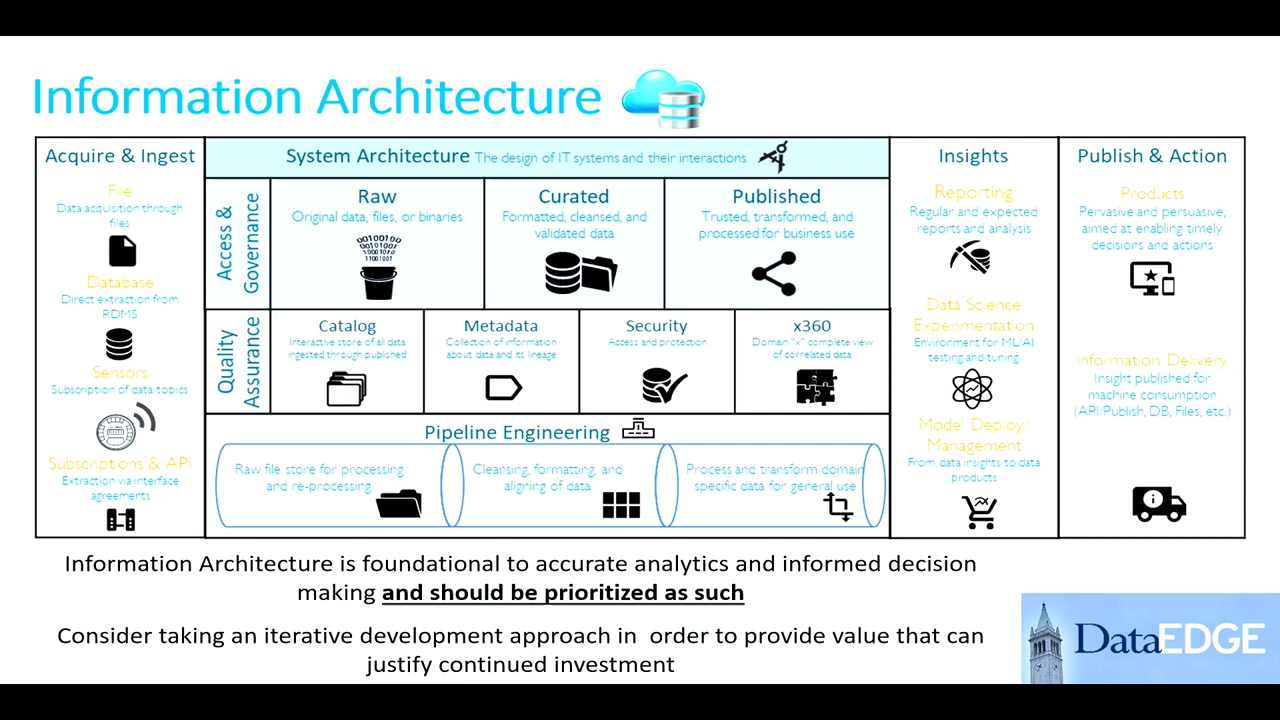 Information Architecture
Acquire & Ingest
File
Data acquisition through
files
Database
Direct extraction from
RDMS
Sensors
Subscription of data topics
Subscriptions & API
Extraction via interface
agreements
System Architecture The design of IT systems and their interactions
Access &
Governance
Raw
Original data, files, or binaries
00100100
01101001
11001001
Curated
Formatted, cleansed, and
validated data
Published
Trusted, transformed, and
processed for business use
Quality
Assurance
Catalog
Interactive store of all data
ingested through published
Metadata
Collection of information
about data and its lineage
Security
Access and protection
x360
Domain "x" complete view
of correlated data
Pipeline Engineering
Raw file store for processing
and re-processing
Cleansing, formatting, and
aligning of data
Process and transform domain
specific data for general use
Insights
Reporting
Regular and expected
reports and analysis
Data Science
Experimentation
Environment for ML/AI
testing and tuning
Model Deploy/
Management
From data insights to data
products
Publish & Action
Products
Pervasive and persuasive,
aimed at enabling timely
decisions and actions
Information Delivery
Insight published for
machine consumption
(API/Publish, DB, Files, etc.)
Information Architecture is foundational to accurate analytics and informed decision
making and should be prioritized as such
Consider taking an iterative development approach in order to provide value that can
justify continued investment
DataEDGE